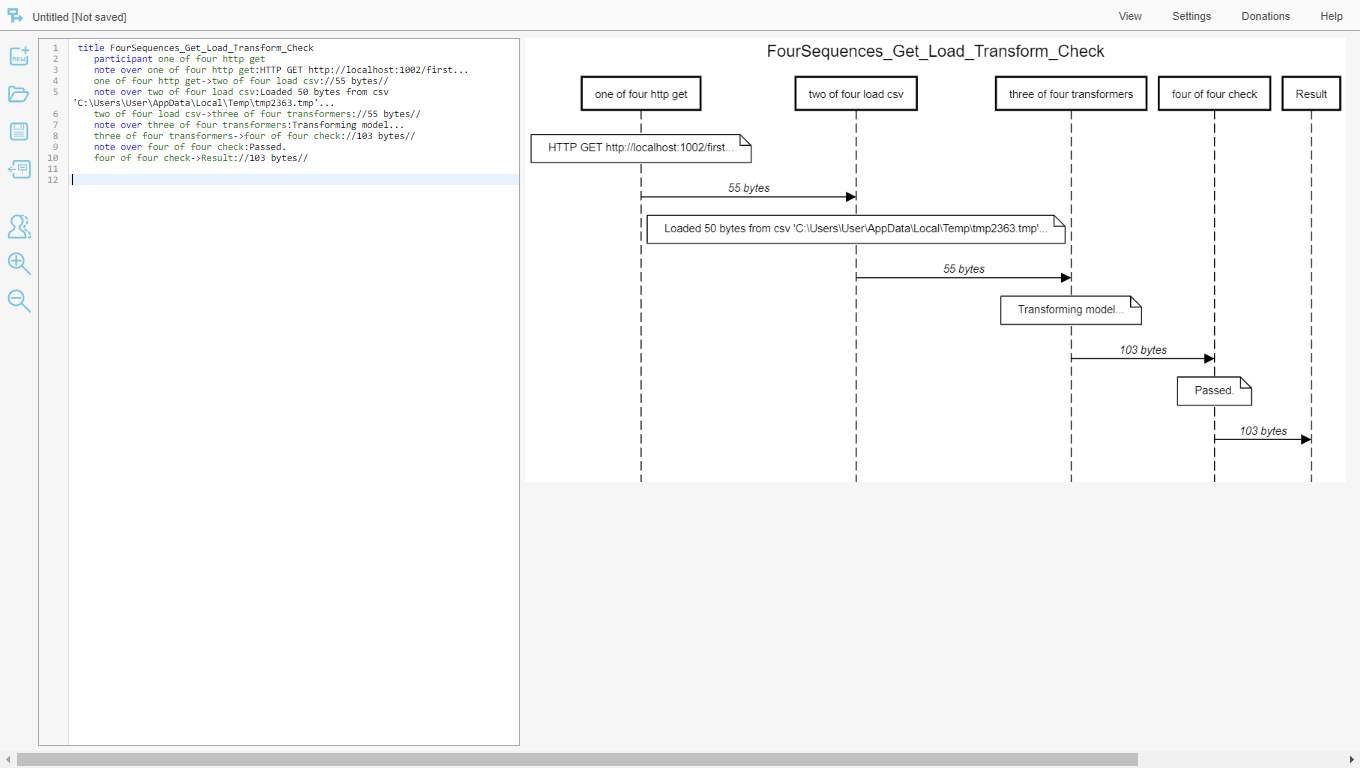 Untitled [Not saved]
View Settings Donations Help
NEW
1 title FourSequences_Get_Load_Transform_Check
2 participant one of four http get
3 note over one of four http get:HTTP GET http://localhost:1002/first...
4 one of four http get->two of four load csv://55 bytes//
5 note over two of four load csv:Loaded 50 bytes from csv
'C:\Users\User\AppData\Local\Temp\tmp2363.tmp'...
6 two of four load csv->three of four transformers://55 bytes//
7 note over three of four transformers:Transforming model...
8 three of four transformers->four of four check://103 bytes//
9 note over four of four check:Passed.
10 four of four check->Result://103 bytes//
11
12
FourSequences_Get_Load_Transform_Check
one of four http get two of four load csv three of four transformers four of four check Result
HTTP GET http://localhost:1002/first...
55 bytes
Loaded 50 bytes from csv 'C:\Users\User\AppData\Local\Temp\tmp2363.tmp'...
55 bytes
Transforming model...
103 bytes
Passed.
103 bytes